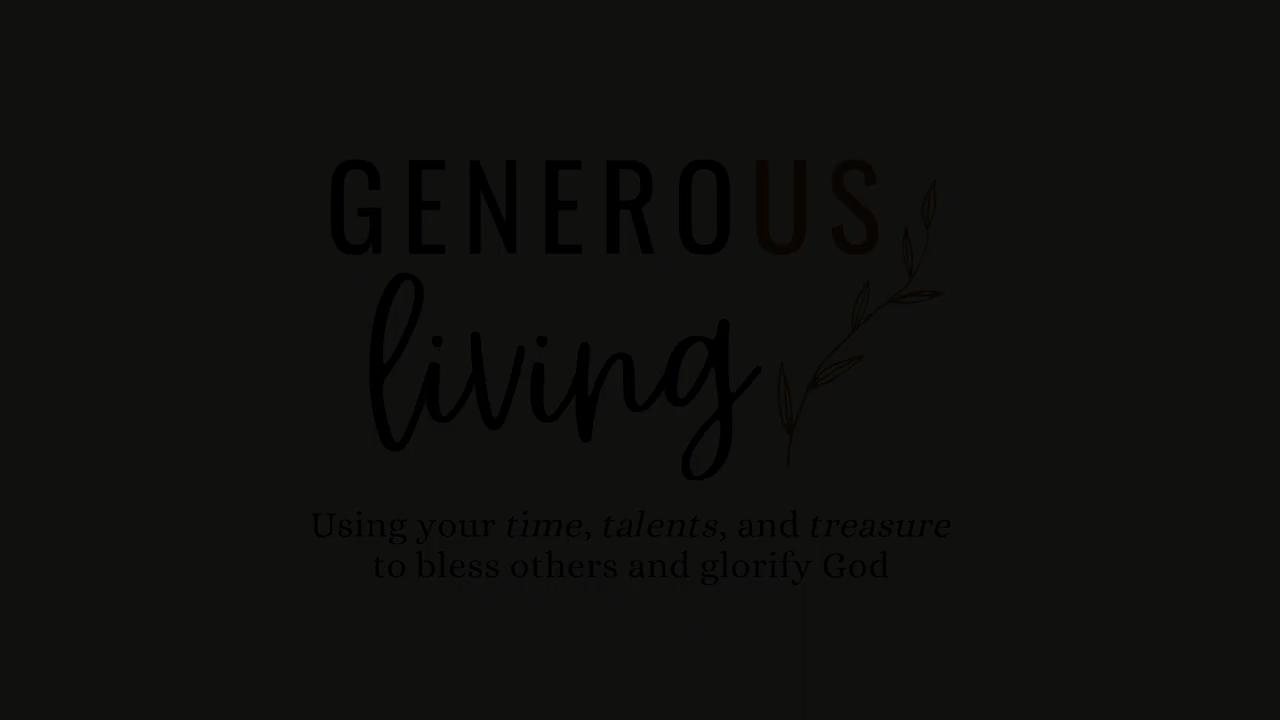 GENEROUS
living
Using your time, talents, and treasure
to bless others and glorify God